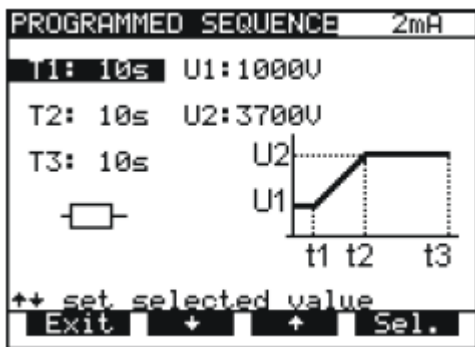 PROGRAMMED SEQUENCE 2mA
T1: 10s U1:1000V
T2: 10s U2:3700V
T3: 10s
U2
U1
t1 t2 t3
set selected value
Exit ↓ ↑ Sel.